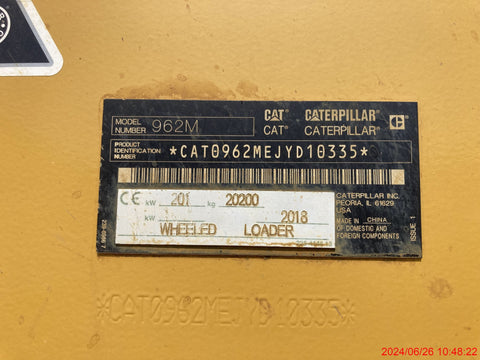 MODEL NUMBER 962M
CAT CATERPILLAR
CAT® CATERPILLAR®
PRODUCT IDENTIFICATION NUMBER *CAT0962MEJYD10335*
CE kW 201 kg 20200
kW 2018
WHEELED LOADER
CATERPILLAR INC.
PEORIA, IL 61629
USA
MADE IN CHINA
OF DOMESTIC AND
FOREIGN COMPONENTS
ISSUE 1
*CAT0962MEJYD10335*
2024/06/26 10:48:22